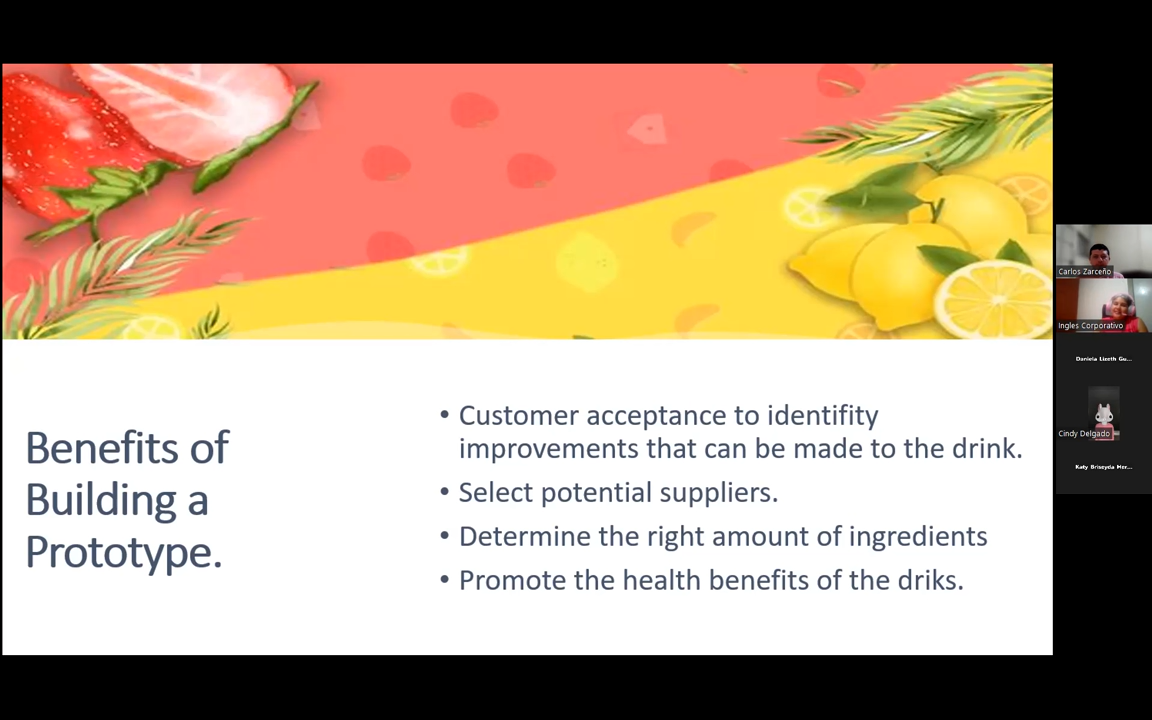 Benefits of
Building a
Prototype.
• Customer acceptance to identifity
improvements that can be made to the drink.
• Select potential suppliers.
• Determine the right amount of ingredients
• Promote the health benefits of the driks.
Carlos Zarceño
Ingles Corporativo
Daniela Lizeth Gu...
Cindy Delgado
Katy Briseyda Her...